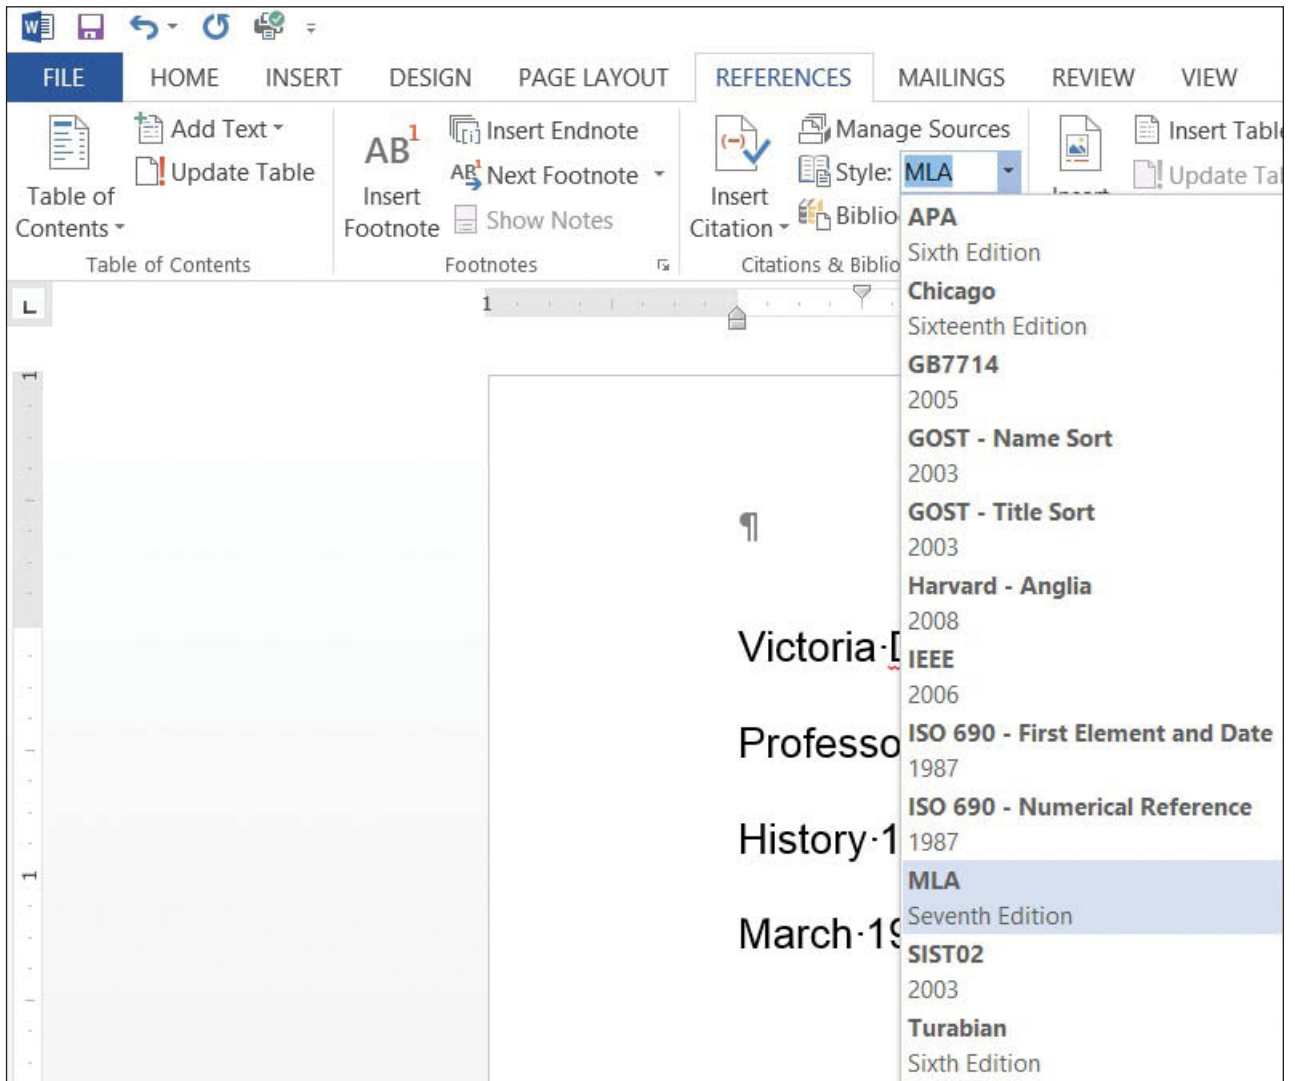 FILE HOME INSERT DESIGN PAGE LAYOUT REFERENCES MAILINGS REVIEW VIEW
Table of
Contents
Add Text
Update Table
Table of Contents
AB1
Insert
Footnote
Insert Endnote
Next Footnote
Show Notes
Footnotes
Insert
Citation
Manage Sources
Style: MLA
Biblio
Citations & Biblio
Insert Table
Update Ta
APA
Sixth Edition
Chicago
Sixteenth Edition
GB7714
2005
GOST - Name Sort
2003
GOST - Title Sort
2003
Harvard - Anglia
2008
IEEE
2006
ISO 690 - First Element and Date
1987
ISO 690 - Numerical Reference
1987
MLA
Seventh Edition
SIST02
2003
Turabian
Sixth Edition
1
1
1
¶
Victoria·
Professo
History·1
March·19